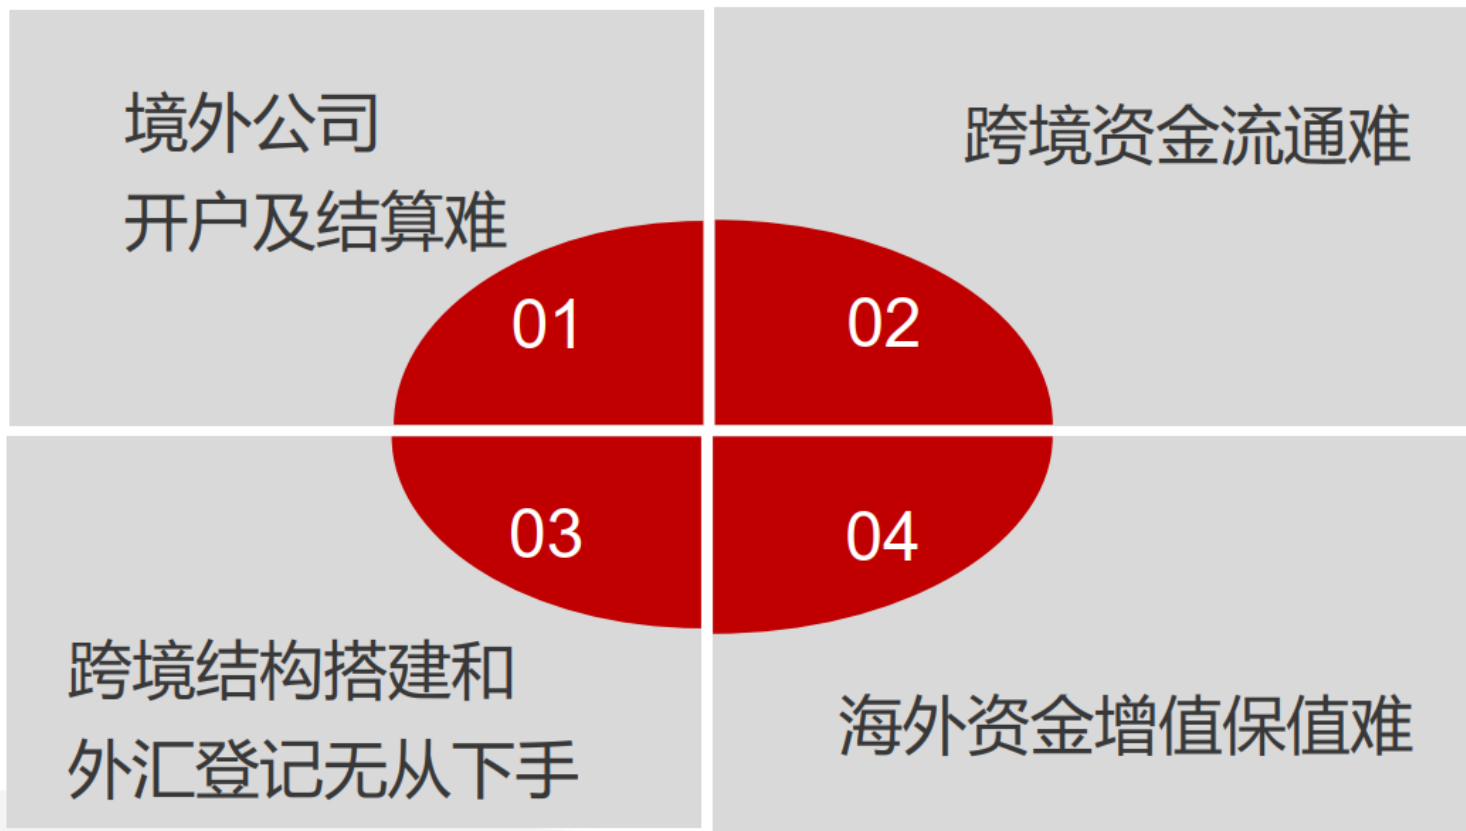 境外公司
开户及结算难
01
跨境资金流通难
02
03
跨境结构搭建和
外汇登记无从下手
04
海外资金增值保值难